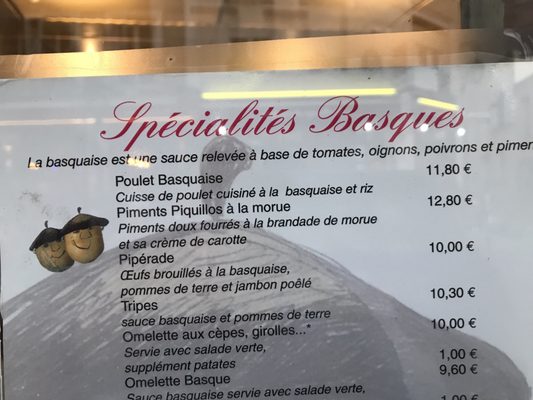 Spécialités Basques
La basquaise est une sauce relevée à base de tomates, oignons, poivrons et
Poulet Basquaise 11,80 €
Cuisse de poulet cuisiné à la basquaise et riz
Piments Piquillos à la morue 12,80 €
Piments doux fourrés à la brandade de morue
et sa crème de carotte
Pipérade 10,00 €
Œufs brouillés à la basquaise,
pommes de terre et jambon poêlé
Tripes 10,30 €
sauce basquaise et pommes de terre
Omelette aux cèpes, girolles...* 10,00 €
Servie avec salade verte,
supplément patates 1,00 €
Omelette Basque 9,60 €
Sauce basquaise servie avec salade verte,
1,00 €